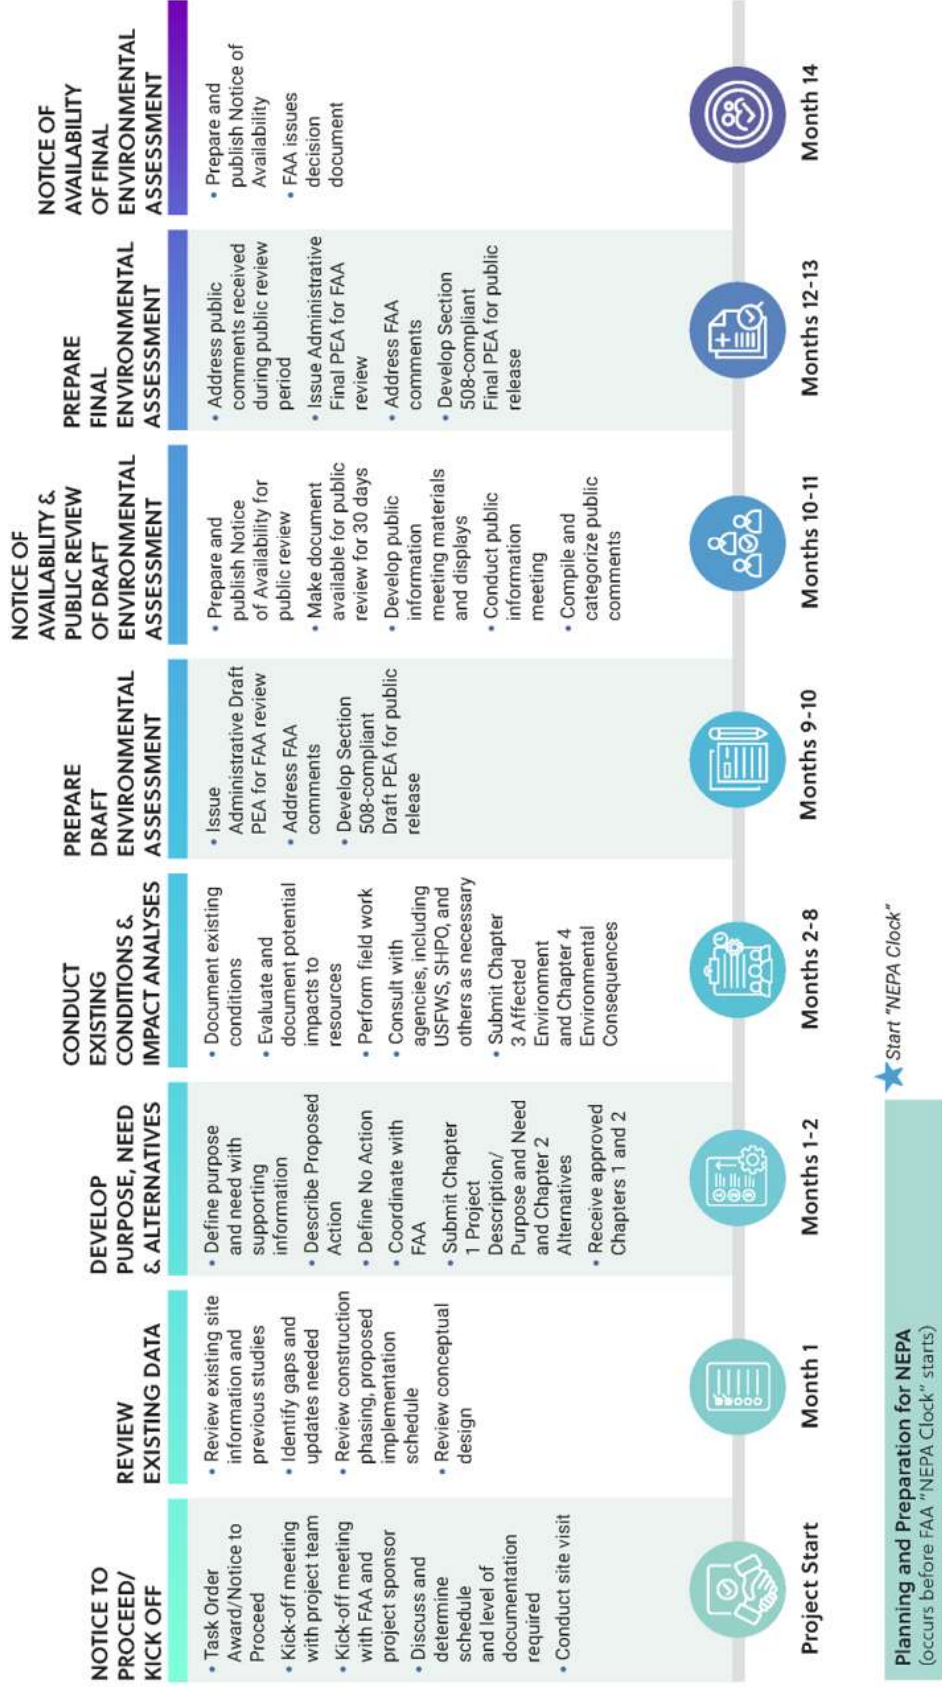 NOTICE TO
PROCEED/
KICK OFF
• Task Order
Award/Notice to
Proceed
• Kick-off meeting
with project team
• Kick-off meeting
with FAA and
project sponsor
• Discuss and
determine
schedule
and level of
documentation
required
• Conduct site visit
Project Start
REVIEW
EXISTING DATA
• Review existing site
information and
previous studies
• Identify gaps and
updates needed
• Review construction
phasing, proposed
implementation
schedule
• Review conceptual
design
Month 1
DEVELOP
PURPOSE, NEED
& ALTERNATIVES
• Define purpose
and need with
supporting
information
• Describe Proposed
Action
• Define No Action
• Coordinate with
FAA
• Submit Chapter
1 Project
Description/
Purpose and Need
and Chapter 2
Alternatives
• Receive approved
Chapters 1 and 2
Months 1-2
CONDUCT
EXISTING
CONDITIONS &
IMPACT ANALYSES
• Document existing
conditions
• Evaluate and
document potential
impacts to
resources
• Perform field work
• Consult with
agencies, including
USFWS, SHPO, and
others as necessary
• Submit Chapter
3 Affected
Environment
and Chapter 4
Environmental
Consequences
Months 2-8
PREPARE
DRAFT
ENVIRONMENTAL
ASSESSMENT
• Issue
Administrative Draft
PEA for FAA review
• Address FAA
comments
• Develop Section
508-compliant
Draft PEA for public
release
Months 9-10
NOTICE OF
AVAILABILITY &
PUBLIC REVIEW
OF DRAFT
ENVIRONMENTAL
ASSESSMENT
• Prepare and
publish Notice
of Availability for
public review
• Make document
available for public
review for 30 days
• Develop public
information
meeting materials
and displays
• Conduct public
information
meeting
• Compile and
categorize public
comments
Months 10-11
PREPARE
FINAL
ENVIRONMENTAL
ASSESSMENT
• Address public
comments received
during public review
period
• Issue Administrative
Final PEA for FAA
review
• Address FAA
comments
• Develop Section
508-compliant
Final PEA for public
release
Months 12-13
NOTICE OF
AVAILABILITY
OF FINAL
ENVIRONMENTAL
ASSESSMENT
• Prepare and
publish Notice of
Availability
• FAA issues
decision
document
Month 14
Planning and Preparation for NEPA
(occurs before FAA "NEPA Clock" starts)
Start "NEPA Clock"